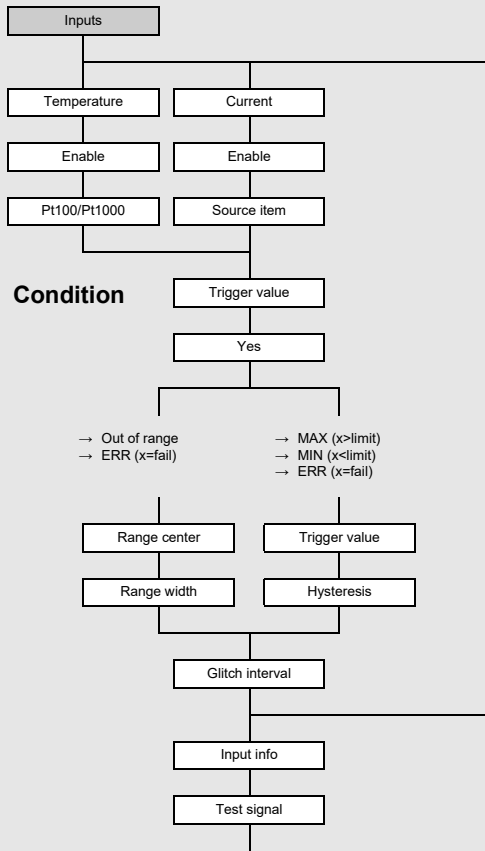 Inputs
Temperature
Current
Enable
Enable
Pt100/Pt1000
Source item
Condition
Trigger value
Yes
→ Out of range
→ ERR (x=fail)
→ MAX (x>limit)
→ MIN (x<limit)
→ ERR (x=fail)
Range center
Trigger value
Range width
Hysteresis
Glitch interval
Input info
Test signal